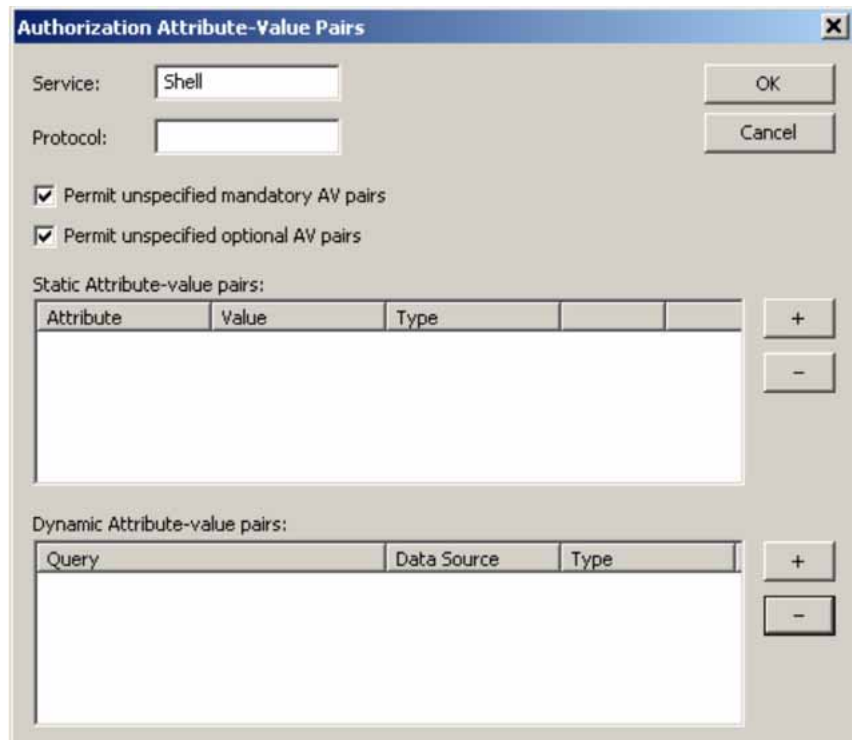 Authorization Attribute-Value Pairs
Service: Shell OK
Protocol: Cancel
Permit unspecified mandatory AV pairs
Permit unspecified optional AV pairs
Static Attribute-value pairs:
Attribute Value Type +
-
Dynamic Attribute-value pairs:
Query Data Source Type +
-